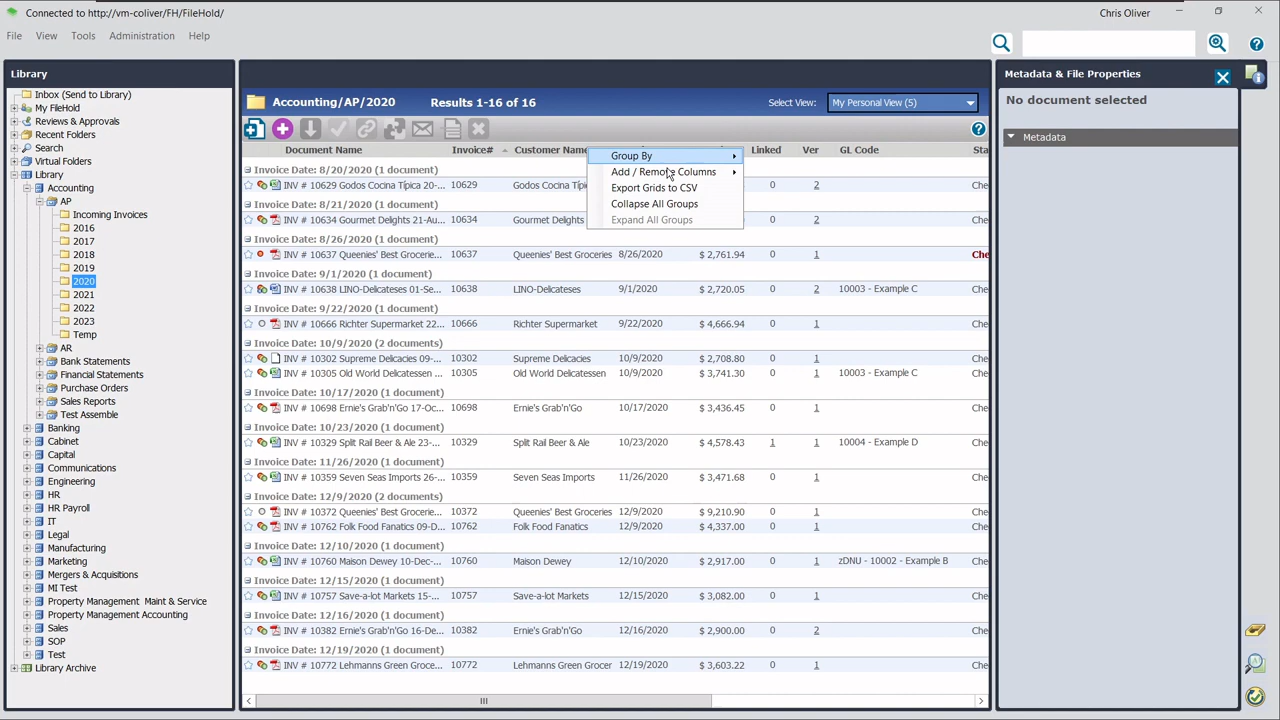 Connected to http://vm-coliver/FH/FileHold/
Chris Oliver
File View Tools Administration Help
Library
Inbox (Send to Library)
My FileHold
Reviews & Approvals
Recent Folders
Search
Virtual Folders
Library
Accounting
AP
Incoming Invoices
2016
2017
2018
2019
2020
2021
2022
2023
Temp
AR
Bank Statements
Financial Statements
Purchase Orders
Sales Reports
Test Assemble
Banking
Cabinet
Capital
Communications
Engineering
HR
HR Payroll
IT
Legal
Manufacturing
Marketing
Mergers & Acquisitions
MI Test
Property Management Maint & Service
Property Management Accounting
Sales
SOP
Test
Library Archive
Accounting/AP/2020 Results 1-16 of 16 Select View: My Personal View (5)
Document Name Invoice# Customer Name Linked Ver GL Code Sta
Group By
Add / Remove Columns
Export Grids to CSV
Collapse All Groups
Expand All Groups
Invoice Date: 8/20/2020 (1 document)
INV # 10629 Godos Cocina Típica 20-... 10629 Godos Cocina Típi 0 2 Che
Invoice Date: 8/21/2020 (1 document)
INV # 10634 Gourmet Delights 21-Au... 10634 Gourmet Delights 0 2 Che
Invoice Date: 8/26/2020 (1 document)
INV # 10637 Queenies' Best Groceries 10637 Queenies' Best Groceries 8/26/2020 $ 2,761.94 0 1 Che
Invoice Date: 9/1/2020 (1 document)
INV # 10638 LINO-Delicateses 01-Se... 10638 LINO-Delicateses 9/1/2020 $ 2,720.05 0 2 10003 - Example C Che
Invoice Date: 9/22/2020 (1 document)
INV # 10666 Richter Supermarket 22... 10666 Richter Supermarket 9/22/2020 $ 4,666.94 0 1 Che
Invoice Date: 10/9/2020 (2 documents)
INV # 10302 Supreme Delicacies 09-... 10302 Supreme Delicacies 10/9/2020 $ 2,708.80 0 1 Che
INV # 10305 Old World Delicatessen ... 10305 Old World Delicatessen 10/9/2020 $ 3,741.30 0 1 10003 - Example C Che
Invoice Date: 10/17/2020 (1 document)
INV # 10698 Ernie's Grab'n'Go 17-Oc... 10698 Ernie's Grab'n'Go 10/17/2020 $ 3,436.45 0 1 Che
Invoice Date: 10/23/2020 (1 document)
INV # 10329 Split Rail Beer & Ale 23-... 10329 Split Rail Beer & Ale 10/23/2020 $ 4,578.43 1 1 10004 - Example D Che
Invoice Date: 11/26/2020 (1 document)
INV # 10359 Seven Seas Imports 26-... 10359 Seven Seas Imports 11/26/2020 $ 3,471.68 0 1 Che
Invoice Date: 12/9/2020 (2 documents)
INV # 10372 Queenies' Best Grocerie... 10372 Queenies' Best Groceries 12/9/2020 $ 9,210.90 0 1 Che
INV # 10762 Folk Food Fanatics 09-D... 10762 Folk Food Fanatics 12/9/2020 $ 4,337.00 0 1 Che
Invoice Date: 12/10/2020 (1 document)
INV # 10760 Maison Dewey 10-Dec-... 10760 Maison Dewey 12/10/2020 $ 2,917.00 0 1 zDNU - 10002 - Example B Che
Invoice Date: 12/15/2020 (1 document)
INV # 10757 Save-a-lot Markets 15-... 10757 Save-a-lot Markets 12/15/2020 $ 3,082.00 0 1 Che
Invoice Date: 12/16/2020 (1 document)
INV # 10382 Ernie's Grab'n'Go 16-De... 10382 Ernie's Grab'n'Go 12/16/2020 $ 2,900.00 0 2 Che
Invoice Date: 12/19/2020 (1 document)
INV # 10772 Lehmanns Green Groce... 10772 Lehmanns Green Grocer 12/19/2020 $ 3,603.22 0 1 Che
Metadata & File Properties
No document selected
Metadata